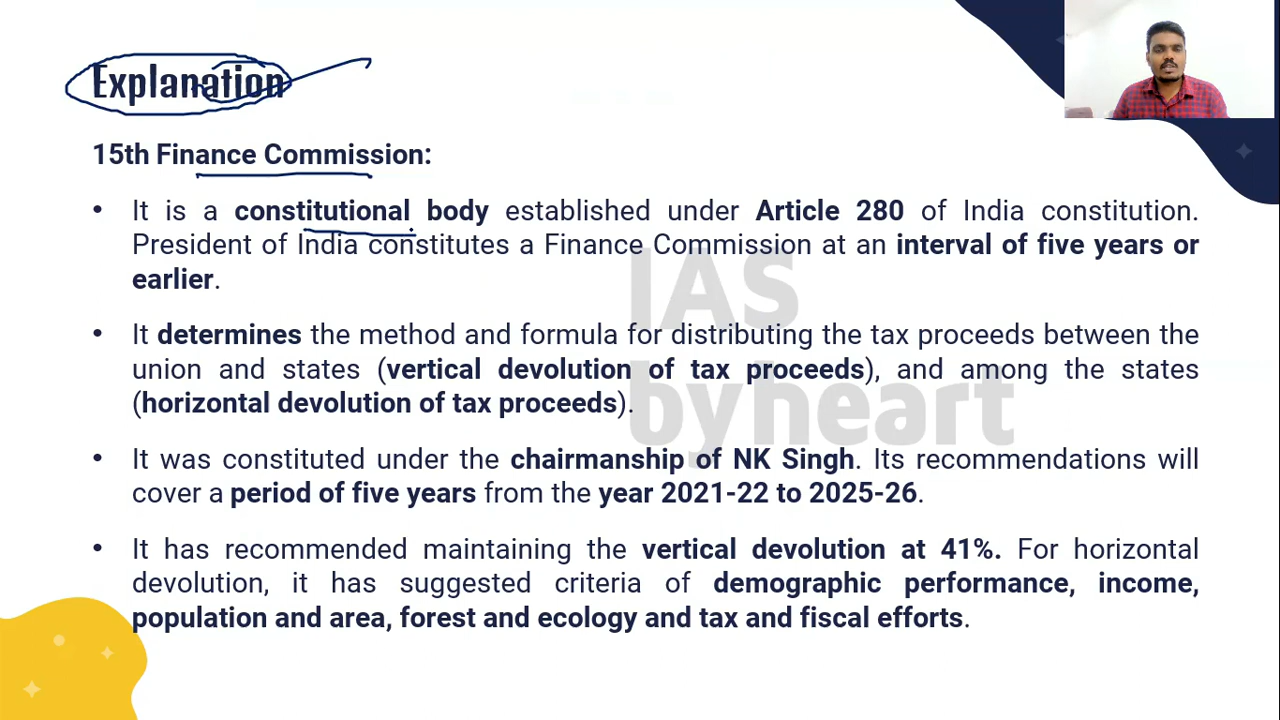 Explanation
15th Finance Commission:
• It is a constitutional body established under Article 280 of India constitution.
President of India constitutes a Finance Commission at an interval of five years or
earlier.
• It determines the method and formula for distributing the tax proceeds between the
union and states (vertical devolution of tax proceeds), and among the states
(horizontal devolution of tax proceeds).
• It was constituted under the chairmanship of NK Singh. Its recommendations will
cover a period of five years from the year 2021-22 to 2025-26.
• It has recommended maintaining the vertical devolution at 41%. For horizontal
devolution, it has suggested criteria of demographic performance, income,
population and area, forest and ecology and tax and fiscal efforts.
IAS
byheart